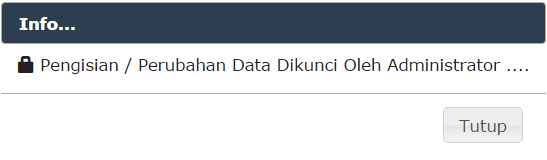 Info...
Pengisian / Perubahan Data Dikunci Oleh Administrator ....
Tutup